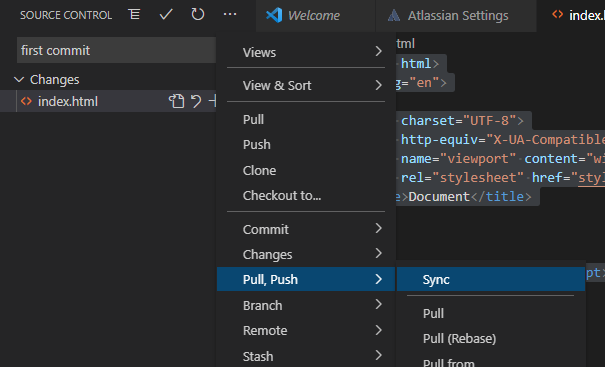 SOURCE CONTROL
Welcome
Atlassian Settings
index.h
first commit
Changes
index.html
Views
View & Sort
Pull
Push
Clone
Checkout to...
Commit
Changes
Pull, Push
Branch
Remote
Stash
Sync
Pull
Pull (Rebase)
Pull from
html
html>
g="en">
charset="UTF-8">
http-equiv="X-UA-Compatible
name="viewport" content="wi
rel="stylesheet" href="sty
e>Document</title>
pt>